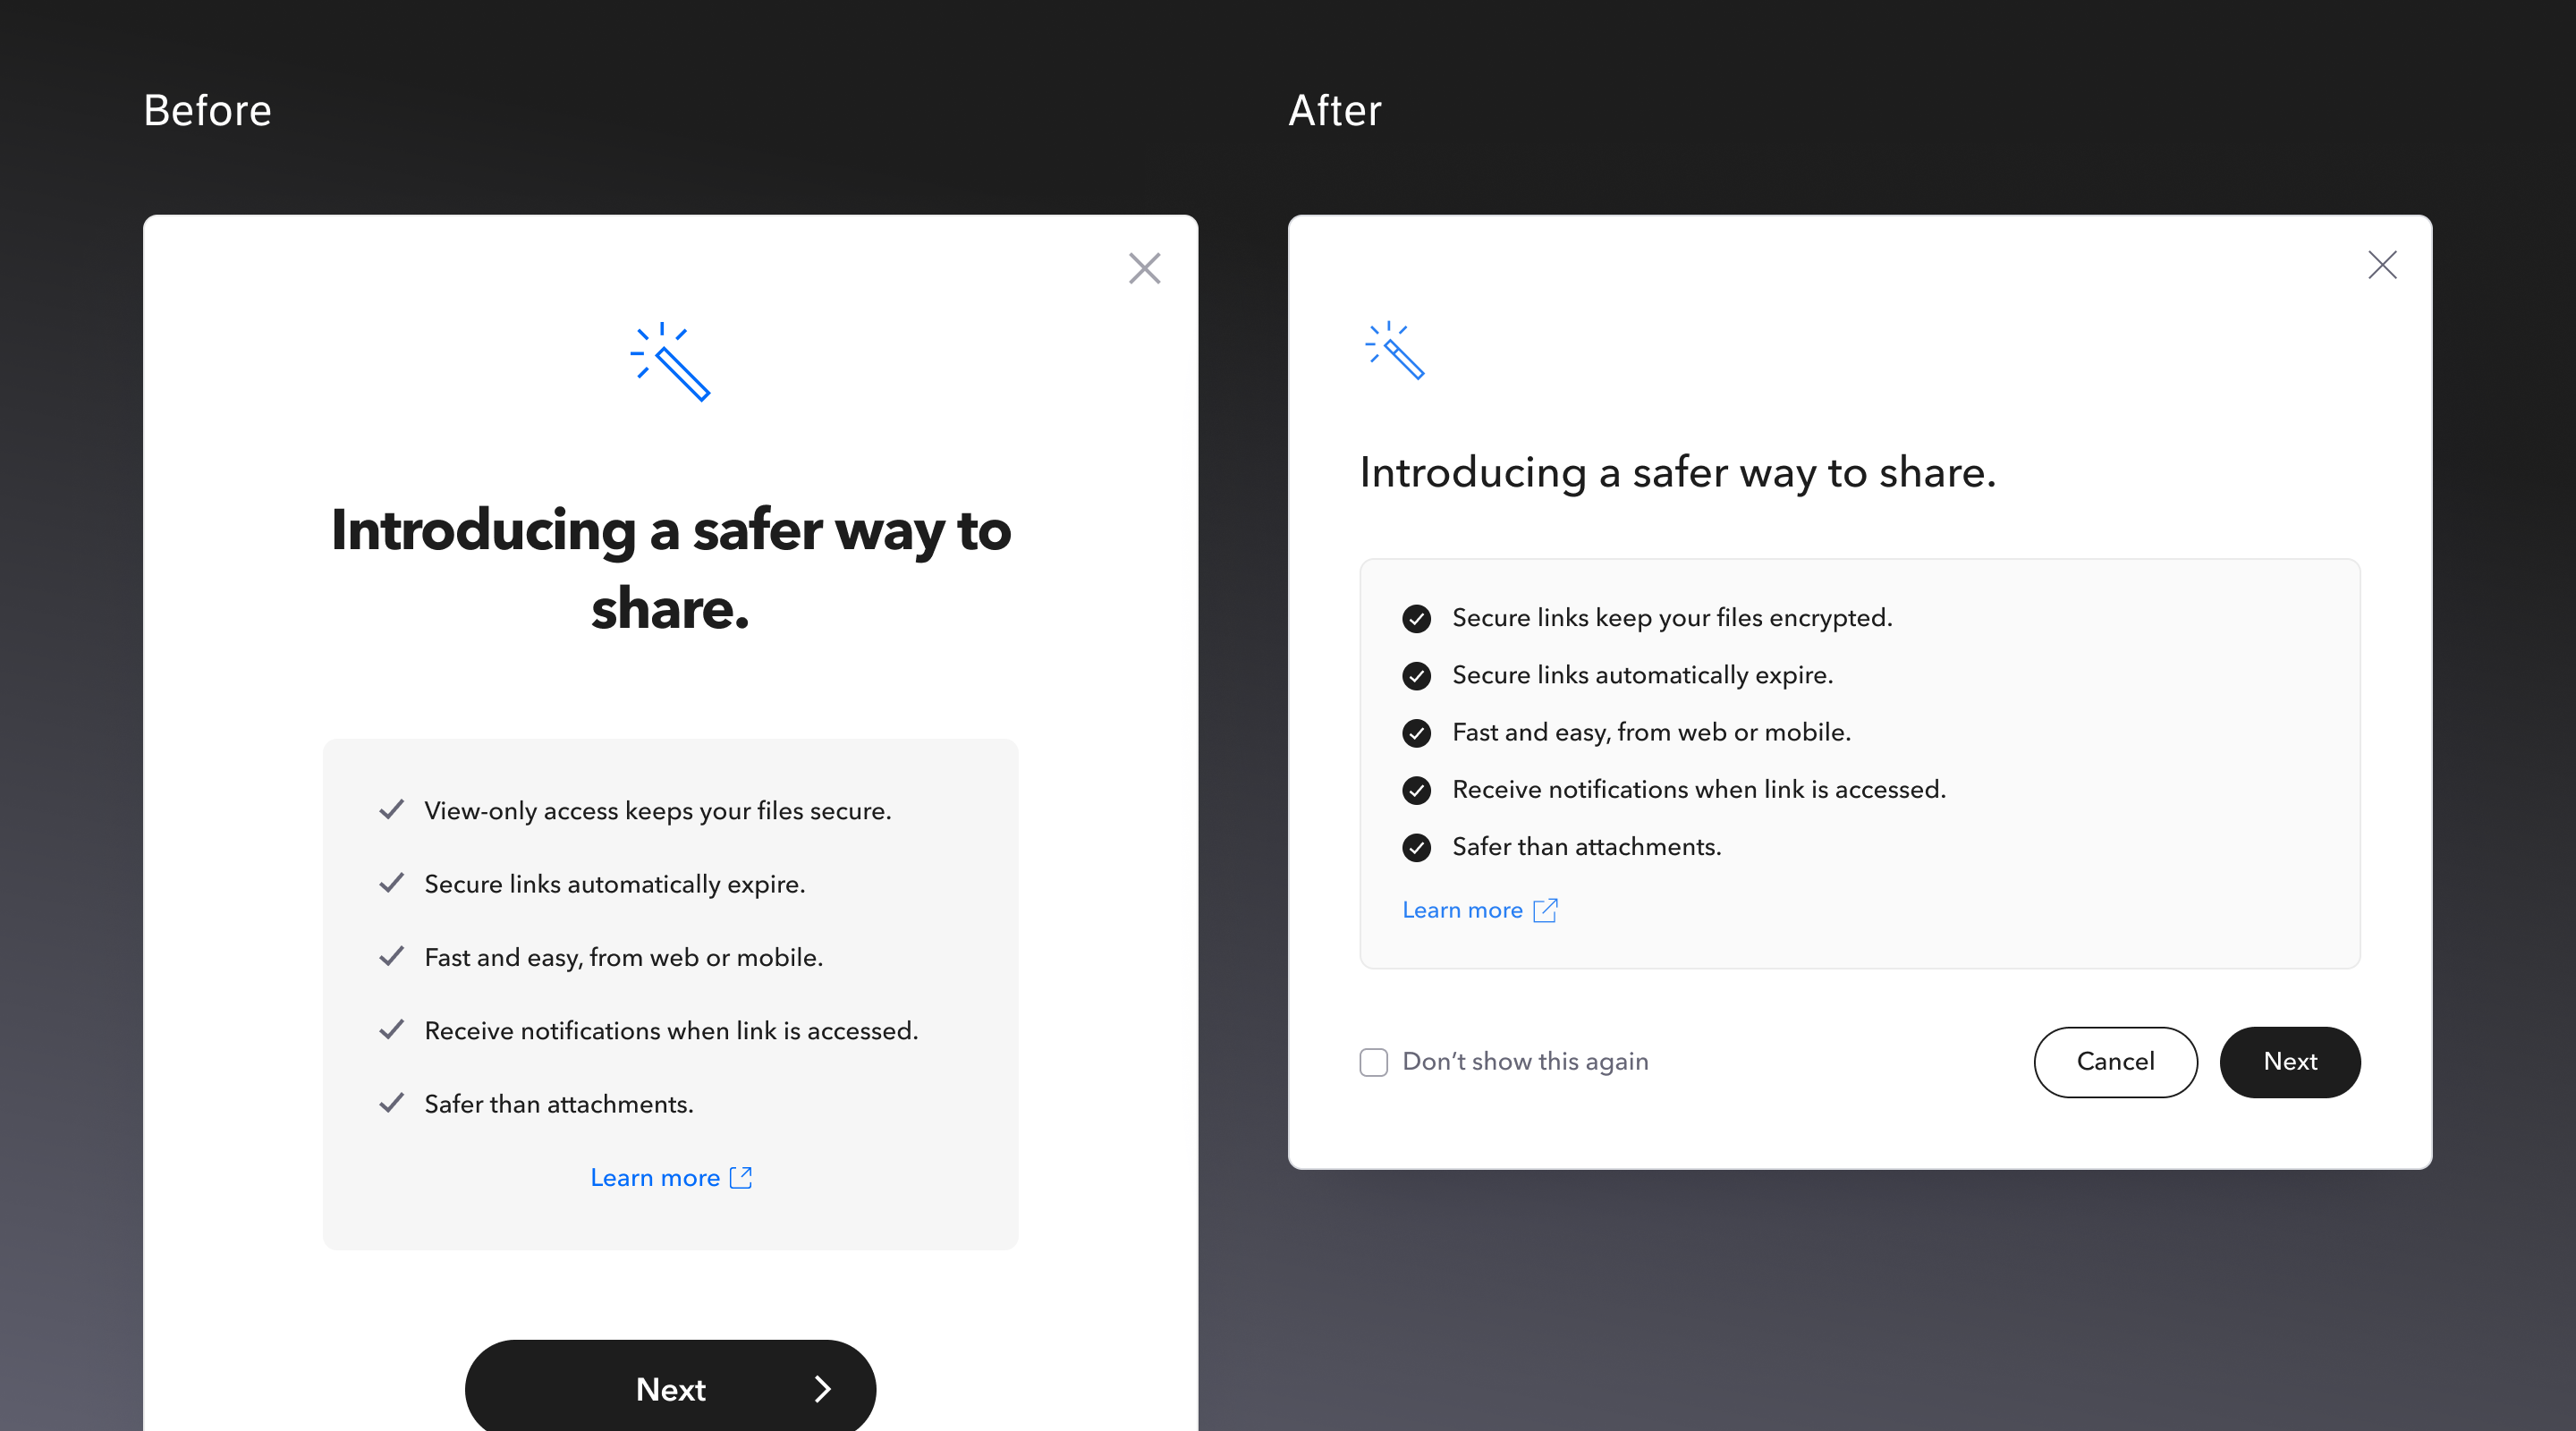 Before
Introducing a safer way to
share.
View-only access keeps your files secure.
Secure links automatically expire.
Fast and easy, from web or mobile.
Receive notifications when link is accessed.
Safer than attachments.
Learn more
Next
After
Introducing a safer way to share.
Secure links keep your files encrypted.
Secure links automatically expire.
Fast and easy, from web or mobile.
Receive notifications when link is accessed.
Safer than attachments.
Learn more
Don’t show this again
Cancel
Next